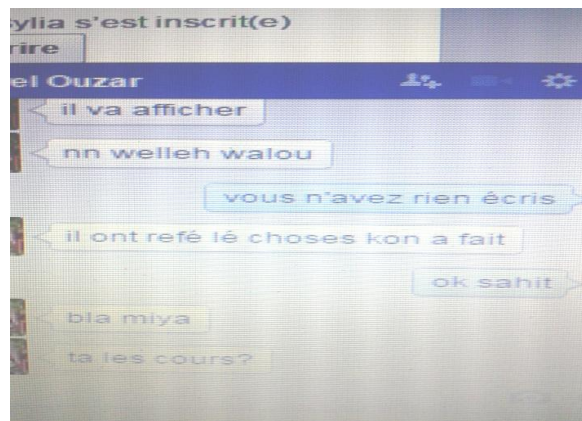 ylia s'est inscrit(e)
rire
el Ouzar
il va afficher
nn welleh walou
vous n'avez rien écris
il ont refé lé choses kon a fait
ok sahit
bla miya
ta les cours?